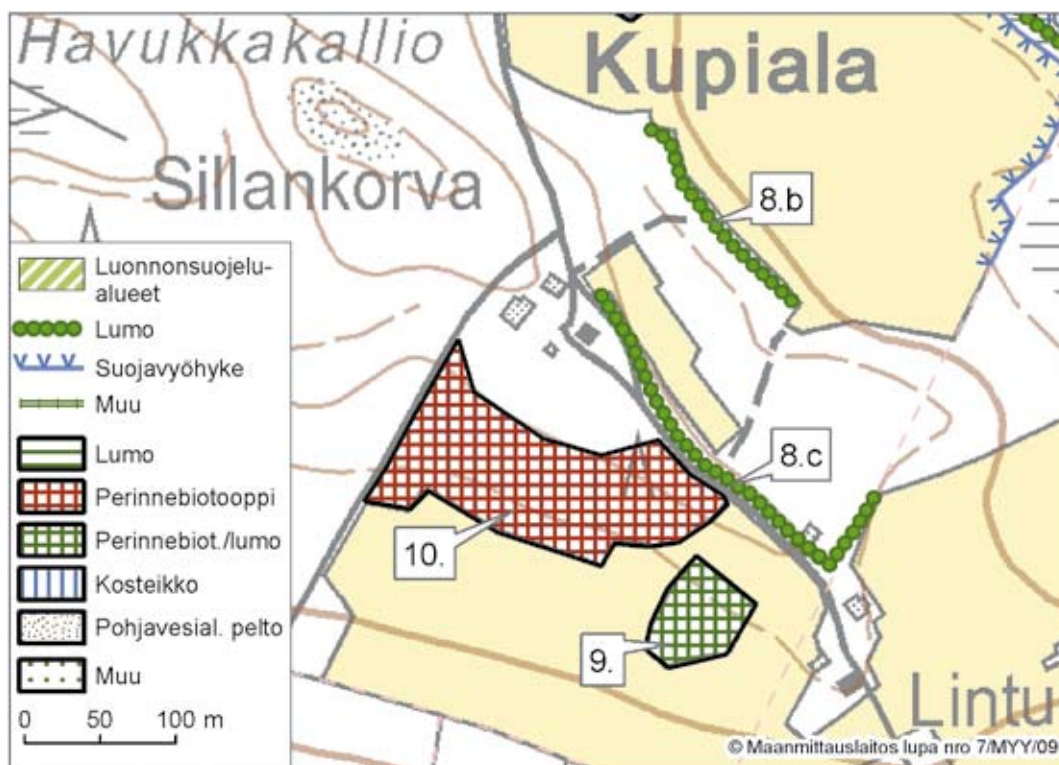 Havukkakallio
Kupiala
Sillankorva
8.b
8.c
10.
9.
Lintu
Luonnonsuojelu-
alueet
Lumo
Suojavyöhyke
Muu
Lumo
Perinnebiotooppi
Perinnebiot./lumo
Kosteikko
Pohjavesial. pelto
Muu
0 50 100 m
© Maanmittauslaitos lupa nro 7/MYY/09